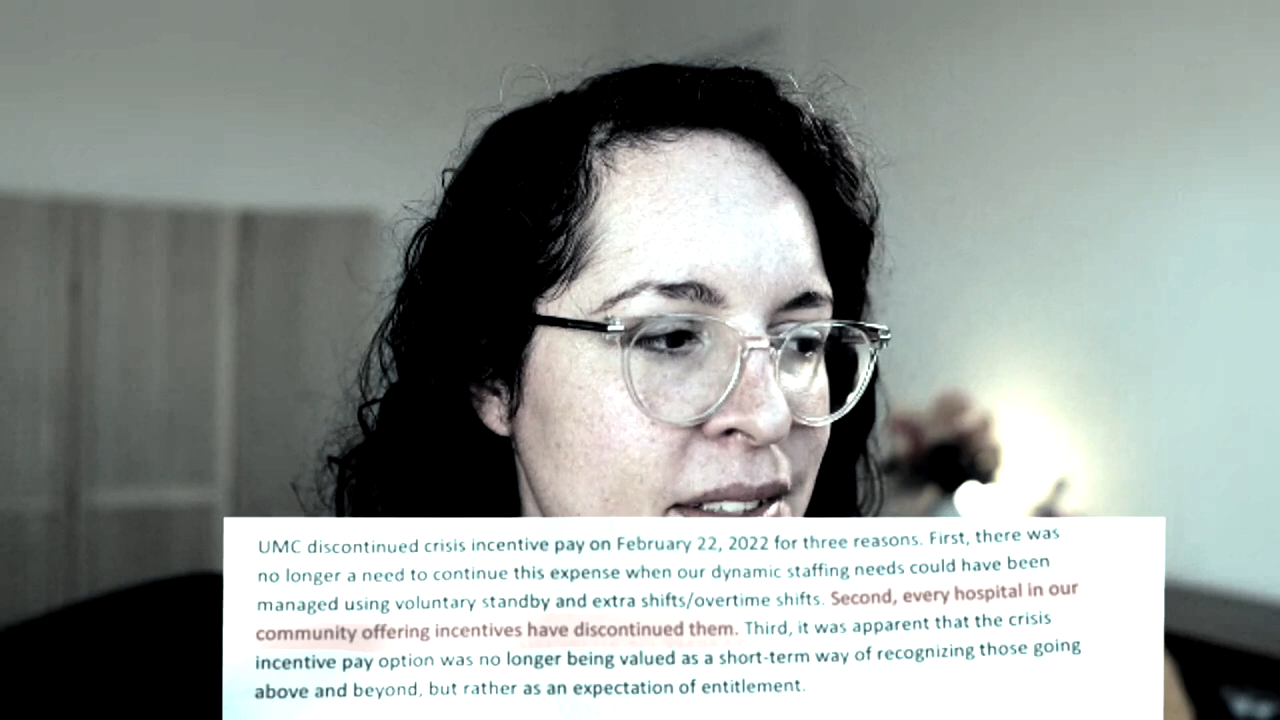 UMC discontinued crisis incentive pay on February 22, 2022 for three reasons. First, there was
no longer a need to continue this expense when our dynamic staffing needs could have been
managed using voluntary standby and extra shifts/overtime shifts. Second, every hospital in our
community offering incentives have discontinued them. Third, it was apparent that the crisis
incentive pay option was no longer being valued as a short-term way of recognizing those going
above and beyond, but rather as an expectation of entitlement.